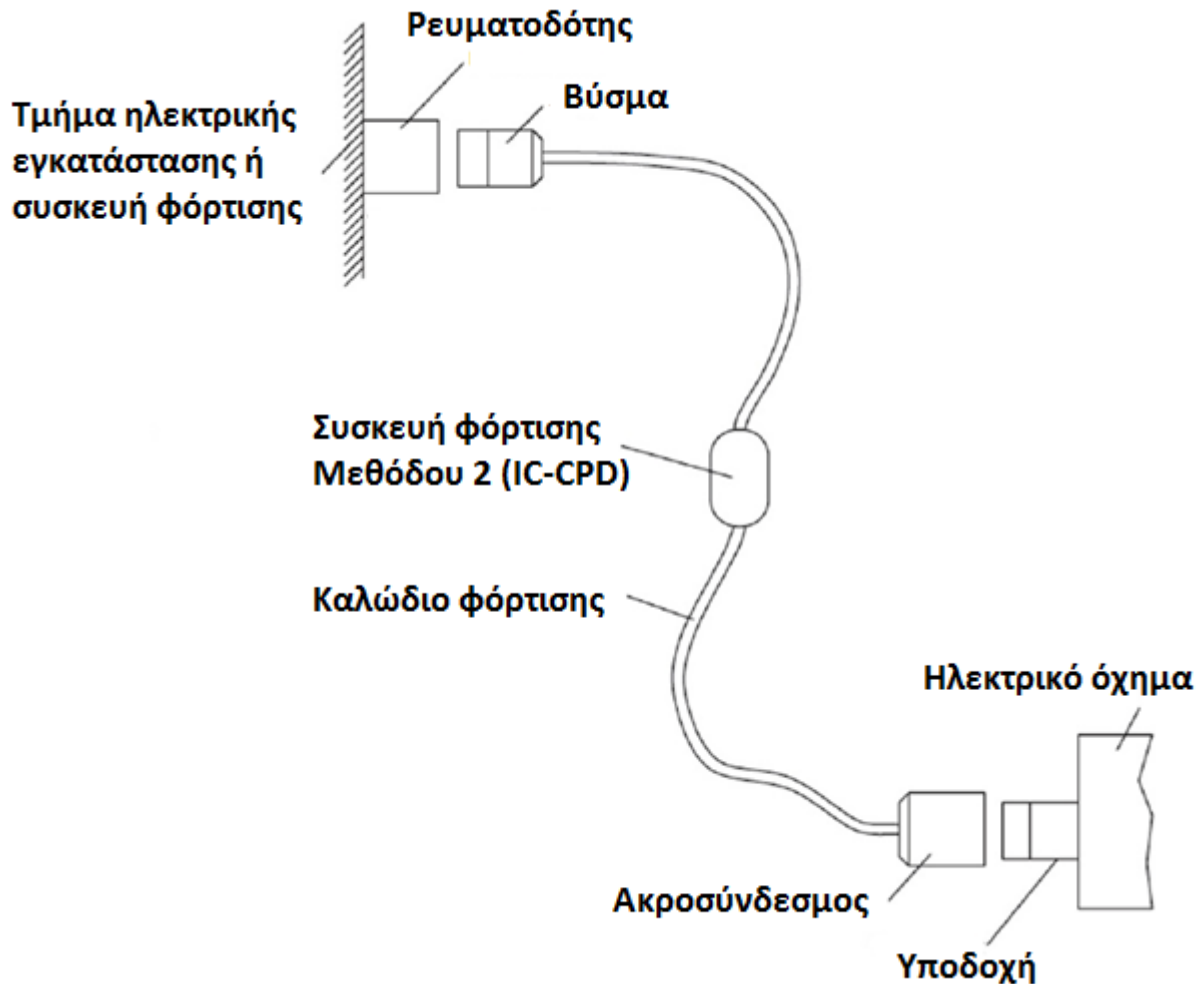 Ρευματοδότης
Βύσμα
Τμήμα ηλεκτρικής
εγκατάστασης ή
συσκευή φόρτισης
Συσκευή φόρτισης
Μεθόδου 2 (IC-CPD)
Καλώδιο φόρτισης
Ηλεκτρικό όχημα
Ακροσύνδεσμος
Υποδοχή